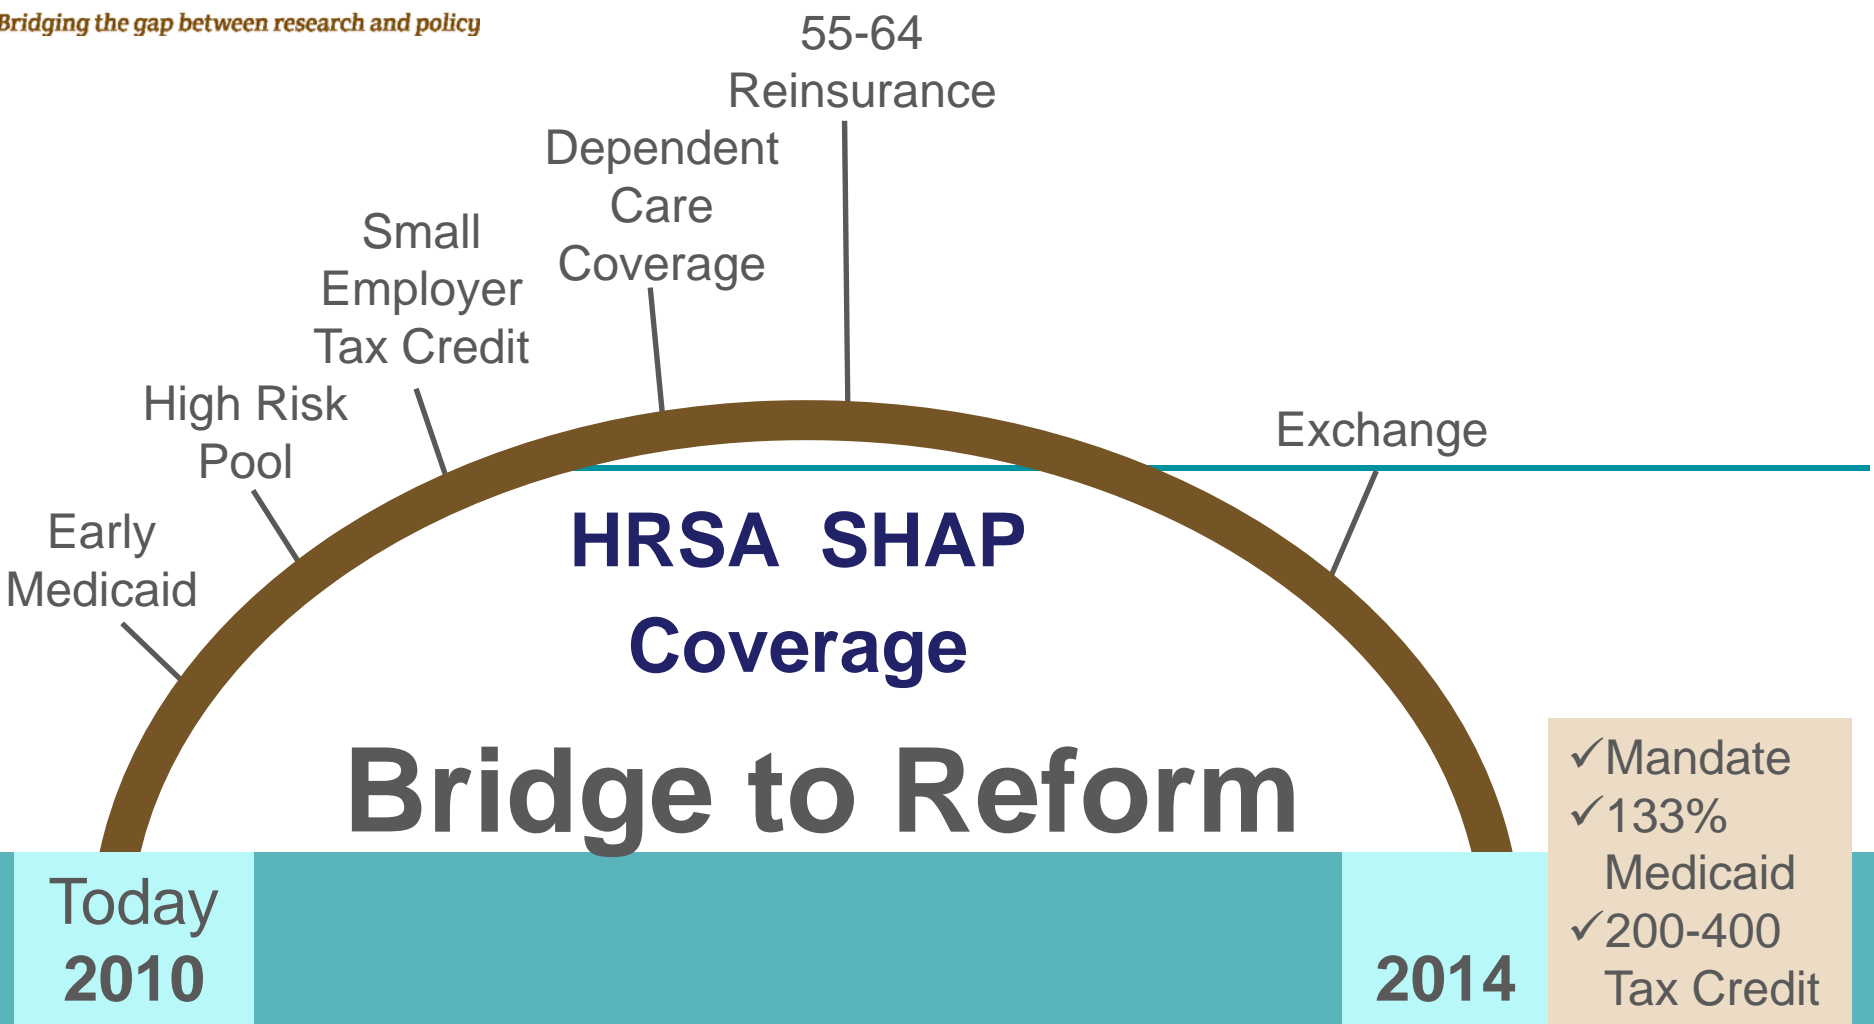 Bridging the gap between research and policy
55-64
Reinsurance
Dependent
Care
Coverage
Small
Employer
Tax Credit
High Risk
Pool
Early
Medicaid
Exchange
HRSA SHAP
Coverage
Bridge to Reform
Today
2010
2014
✓Mandate
✓133%
Medicaid
✓200-400
Tax Credit